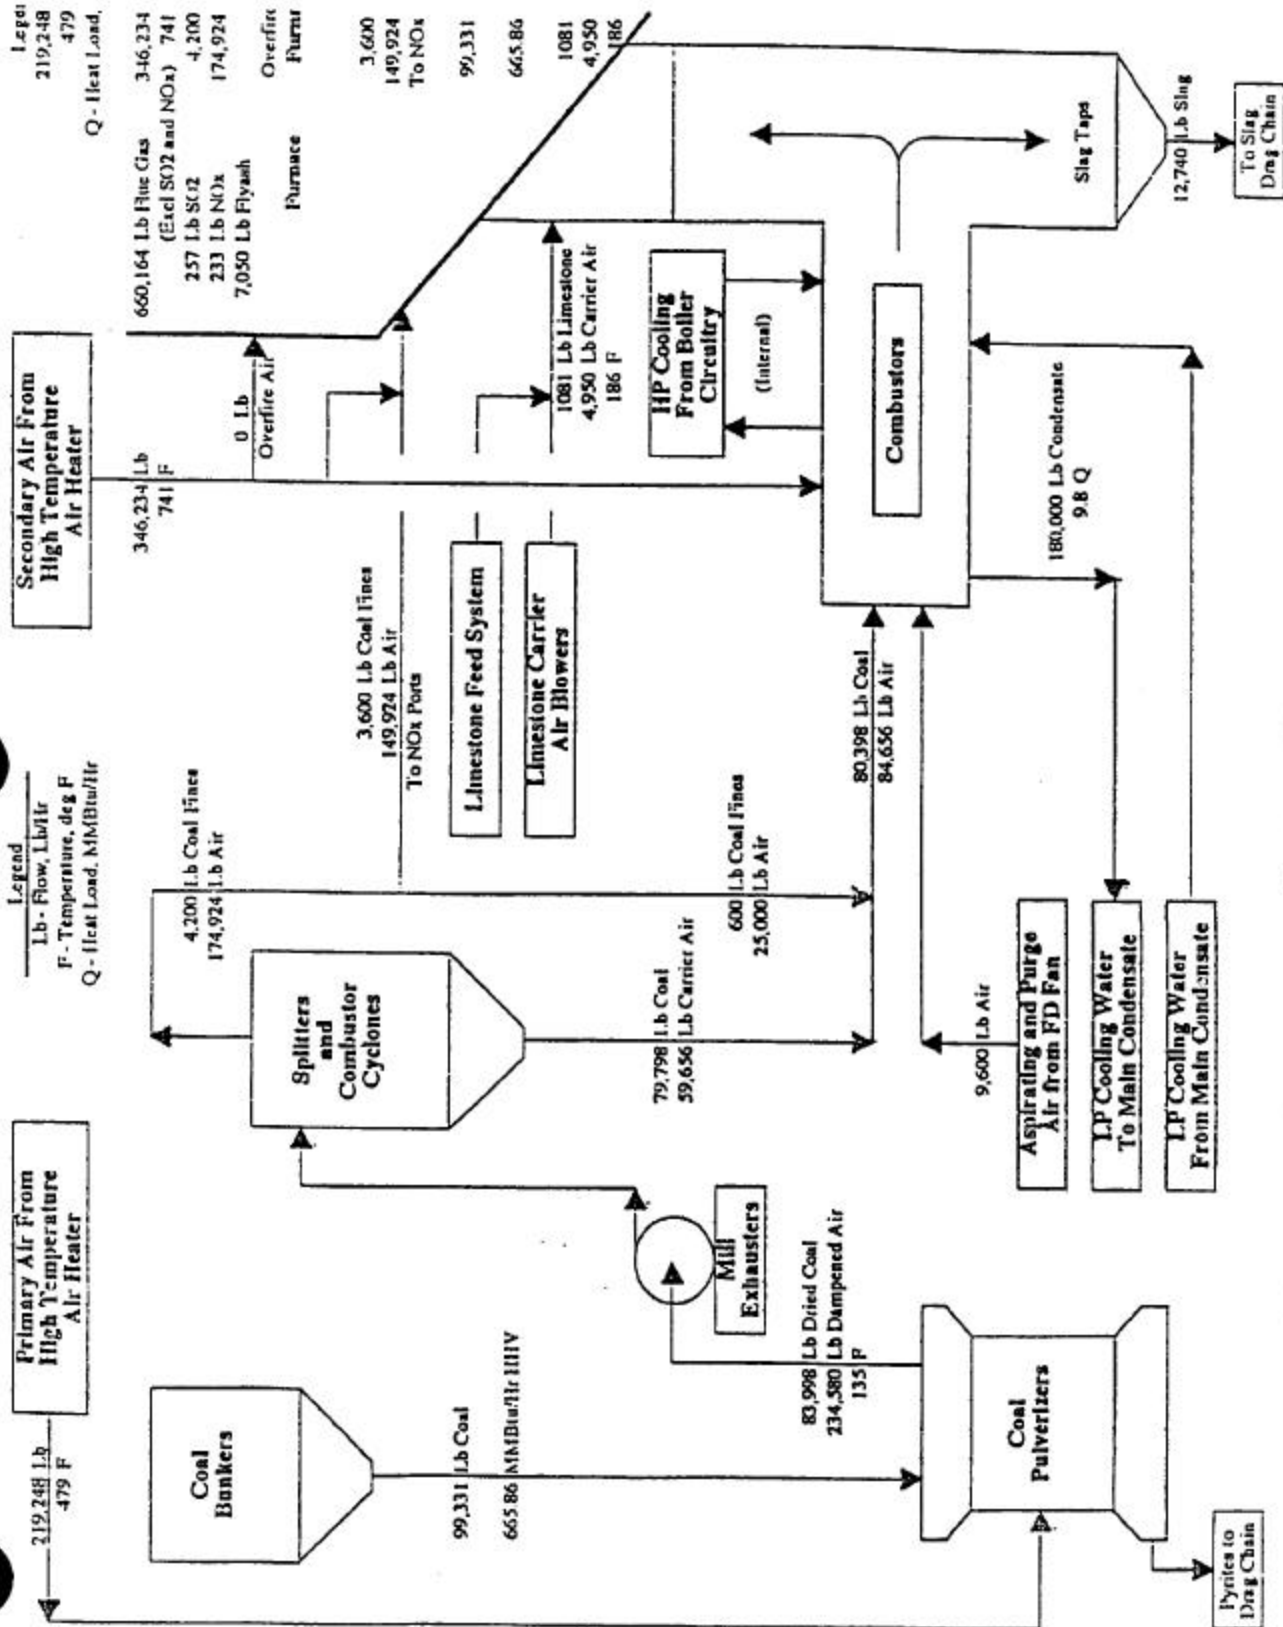 Primary Air From
High Temperature
Air Heater
219,248 Lb
479 F
Coal
Bunkers
99,331 Lb Coal
665.86 MMBtu/Hr HHV
Coal
Pulverizers
Pyrites to
Drag Chain
83,998 Lb Dried Coal
234,580 Lb Dampened Air
135 F
Mill
Exhausters
Splitters
and
Combustor
Cyclones
4,200 Lb Coal Fines
174,924 Lb Air
79,798 Lb Coal
59,656 Lb Carrier Air
600 Lb Coal Fines
25,000 Lb Air
Legend
Lb - Flow, Lb/Hr
F - Temperature, deg F
Q - Heat Load, MMBtu/Hr
3,600 Lb Coal Fines
149,924 Lb Air
To NOx Ports
Limestone Feed System
Limestone Carrier
Air Blowers
80,398 Lb Coal
84,656 Lb Air
9,600 Lb Air
Aspirating and Purge
Air from FD Fan
LP Cooling Water
To Main Condensate
LP Cooling Water
From Main Condensate
Secondary Air From
High Temperature
Air Heater
346,234 Lb
741 F
0 Lb
Overfire Air
1081 Lb Limestone
4,950 Lb Carrier Air
186 F
HP Cooling
From Boiler
Circuitry
(Internal)
Combustors
180,000 Lb Condensate
9.8 Q
660,164 Lb Flue Gas
(Excl SO2 and NOx)
257 Lb SO2
233 Lb NOx
7,050 Lb Flyash
Furnace
Slag Taps
12,740 Lb Slag
To Slag
Drag Chain
219,248
479
Q - Heat Load,
346,234
741
4,200
174,924
3,600
149,924
To NOx
99,331
665.86
1081
4,950
186